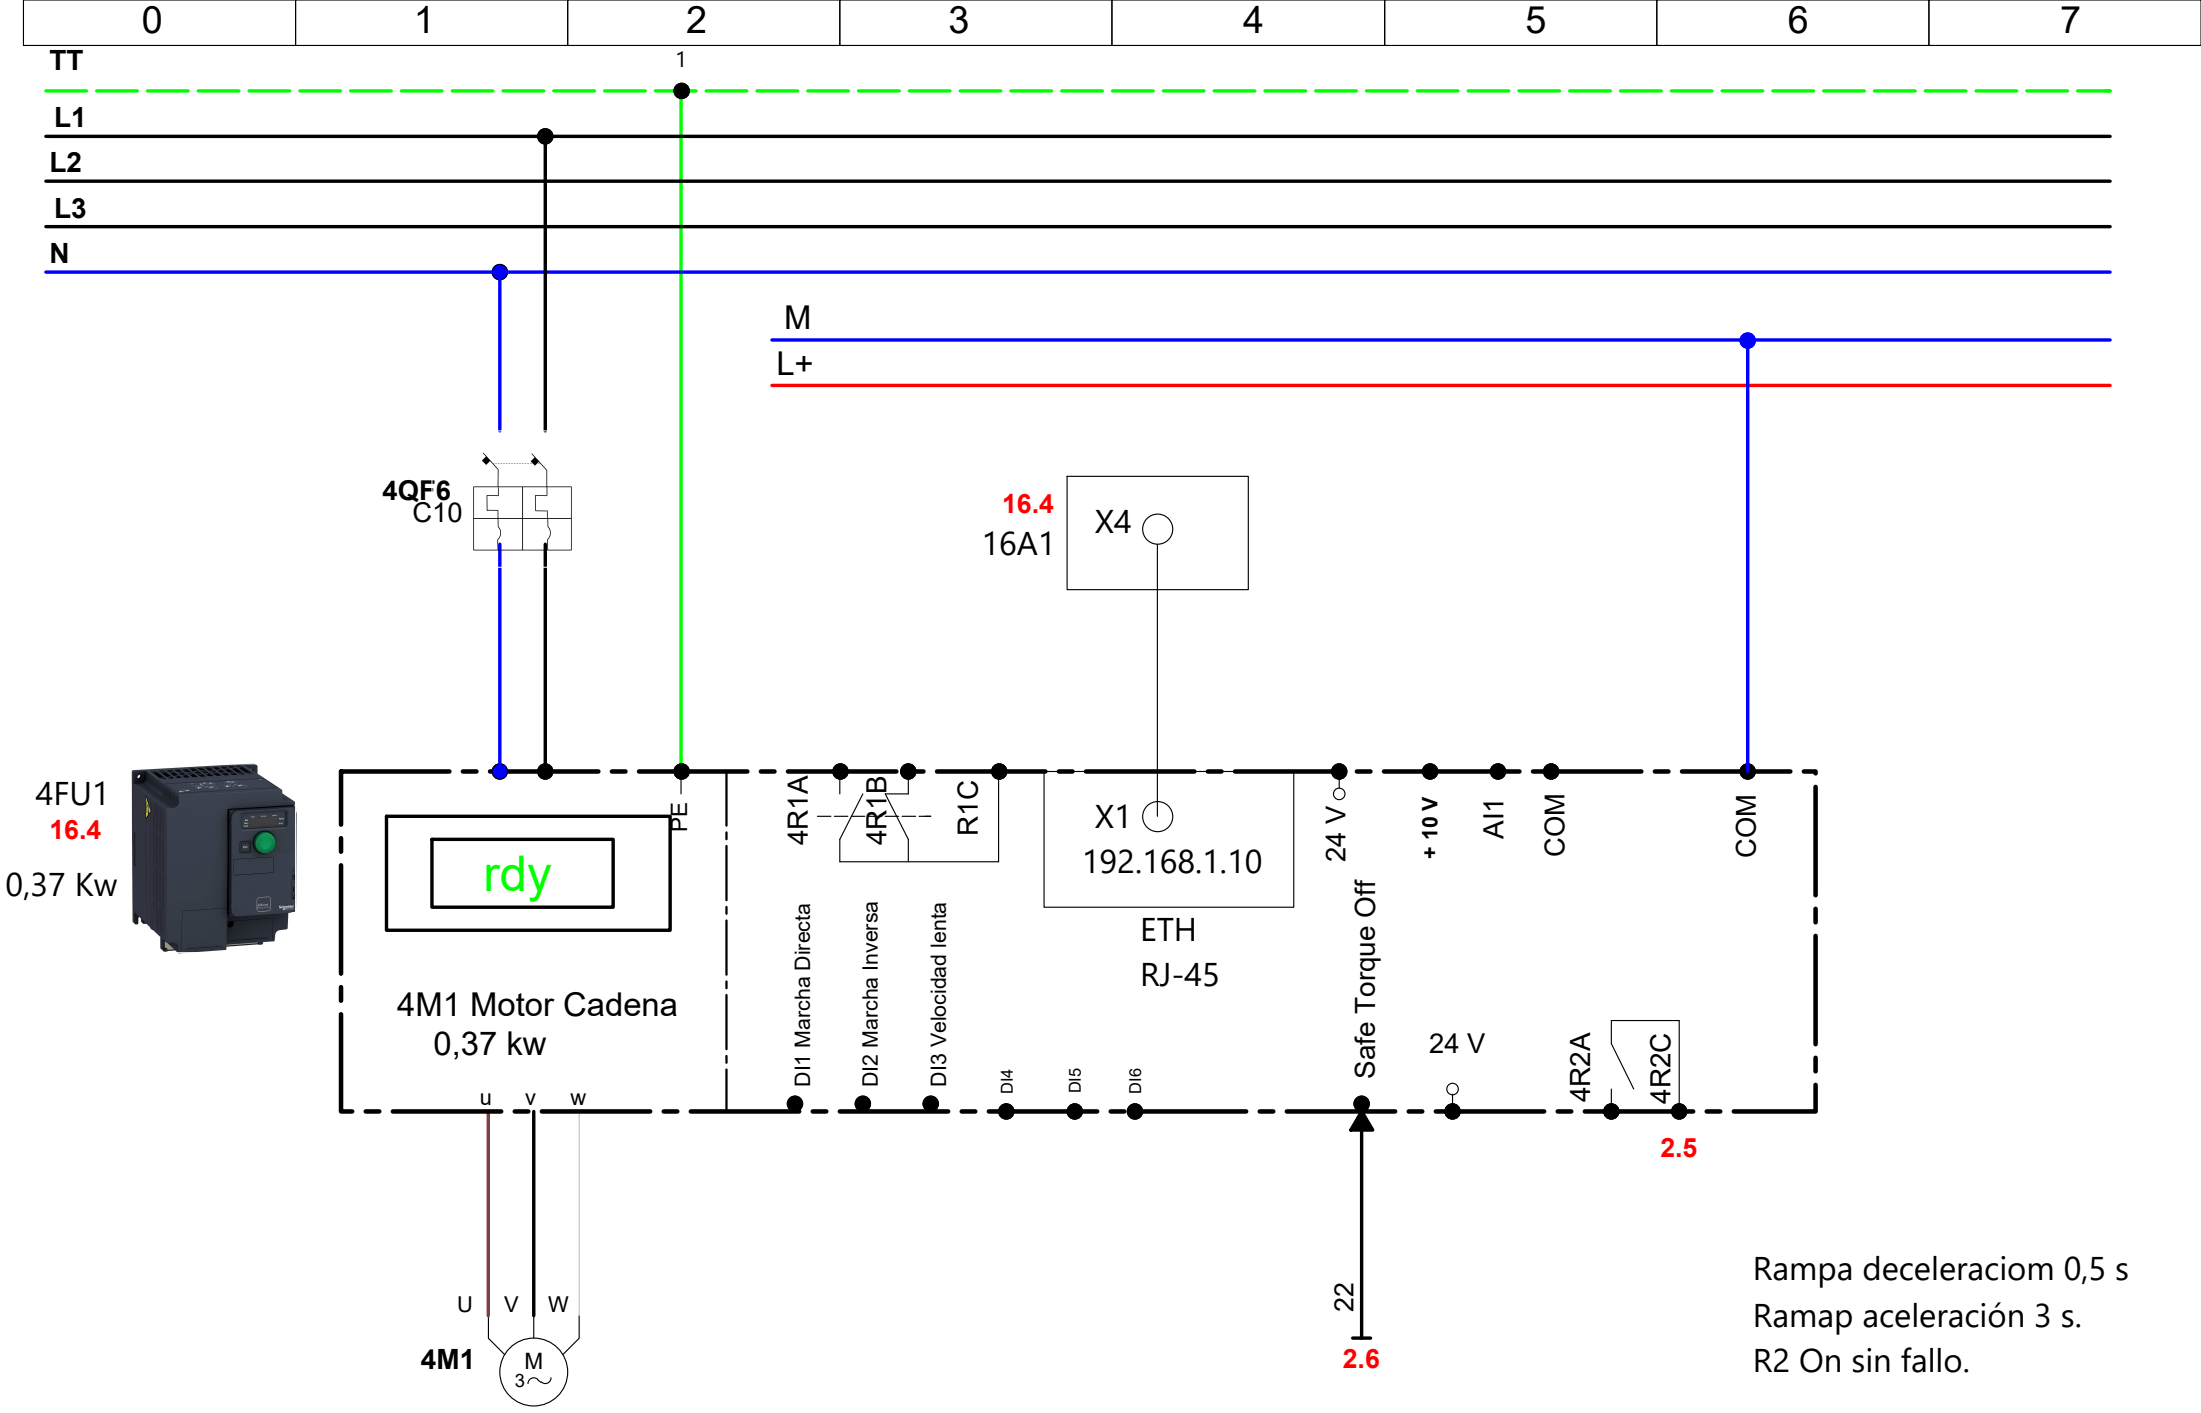 0 1 2 3 4 5 6 7
TT
1
L1
L2
L3
N
M
L+
4QF6
C10
16.4
16A1
X4
4FU1
16.4
0,37 Kw
rdy
PE
4R1A
4R1B
R1C
X1
192.168.1.10
ETH
RJ-45
24 V
+ 10 V
AI1
COM
COM
4M1 Motor Cadena
0,37 kw
DI1 Marcha Directa
DI2 Marcha Inversa
DI3 Velocidad lenta
DI4
DI5
DI6
Safe Torque Off
24 V
4R2A
4R2C
2.5
u v w
U V W
4M1
M
3
22
2.6
Rampa deceleraciom 0,5 s
Ramap aceleración 3 s.
R2 On sin fallo.